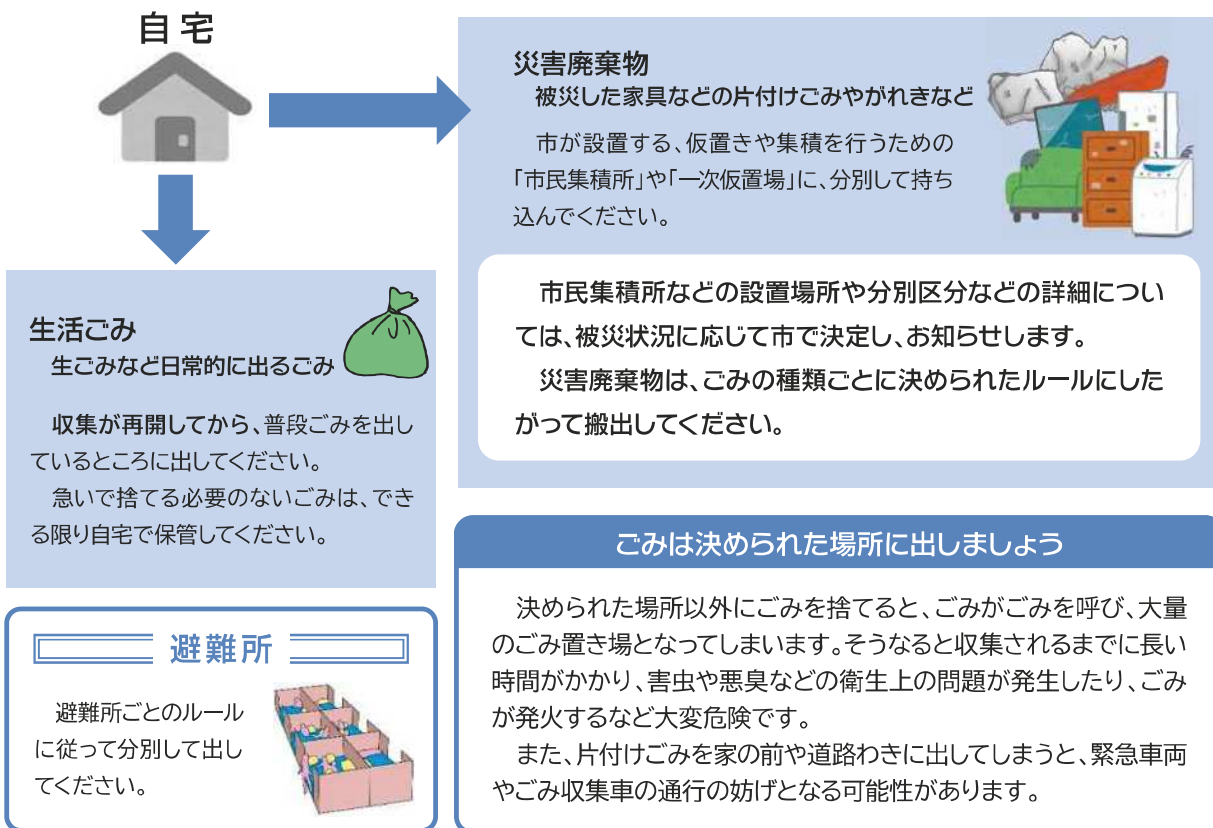 自宅
災害廃棄物
被災した家具などの片付けごみやがれきなど
市が設置する、仮置きや集積を行うための
「市民集積所」や「一次仮置場」に、分別して持ち
込んでください。
市民集積所などの設置場所や分別区分などの詳細につい
ては、被災状況に応じて市で決定し、お知らせします。
災害廃棄物は、ごみの種類ごとに決められたルールにした
がって搬出してください。
生活ごみ
生ごみなど日常的に出るごみ
収集が再開してから、普段ごみを出し
ているところに出してください。
急いで捨てる必要のないごみは、でき
る限り自宅で保管してください。
避難所
避難所ごとのルール
に従って分別して出し
てください。
ごみは決められた場所に出しましょう
決められた場所以外にごみを捨てると、ごみがごみを呼び、大量
のごみ置き場となってしまいます。そうなると収集されるまでに長い
時間がかかり、害虫や悪臭などの衛生上の問題が発生したり、ごみ
が発火するなど大変危険です。
また、片付けごみを家の前や道路わきに出してしまうと、緊急車両
やごみ収集車の通行の妨げとなる可能性があります。